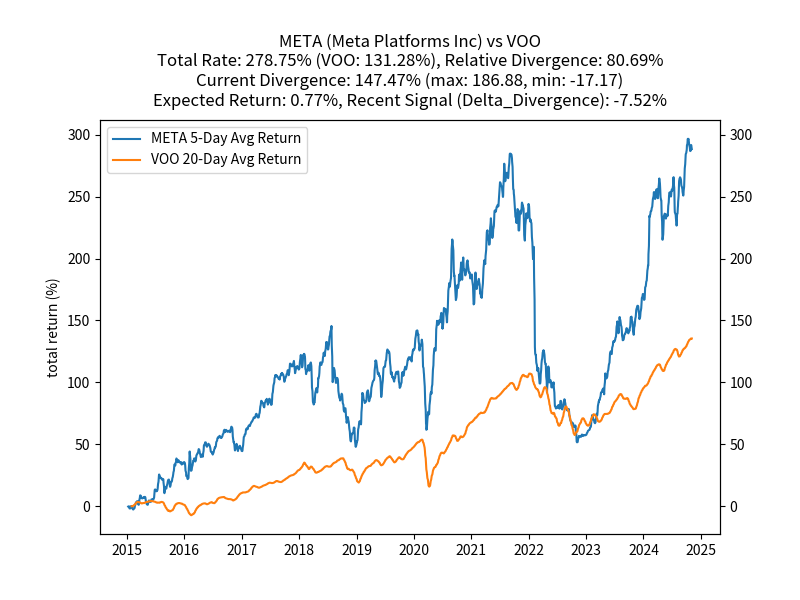 META (Meta Platforms Inc) vs VOO
Total Rate: 278.75% (VOO: 131.28%), Relative Divergence: 80.69%
Current Divergence: 147.47% (max: 186.88, min: -17.17)
Expected Return: 0.77%, Recent Signal (Delta_Divergence): -7.52%
META 5-Day Avg Return
VOO 20-Day Avg Return
total return (%)
300
250
200
150
100
50
0
300
250
200
150
100
50
0
2015 2016 2017 2018 2019 2020 2021 2022 2023 2024 2025